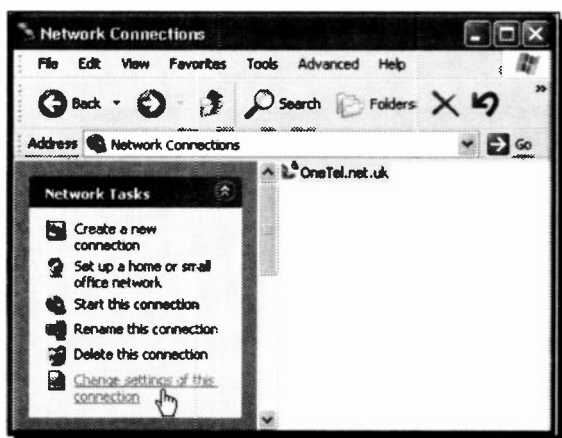 Network Connections
File Edit View Favorites Tools Advanced Help
Back Search Folders
Address Network Connections Go
Network Tasks
OneTel.net.uk
Create a new
connection
Set up a home or small
office network
Start this connection
Rename this connection
Delete this connection
Change settings of this
connection